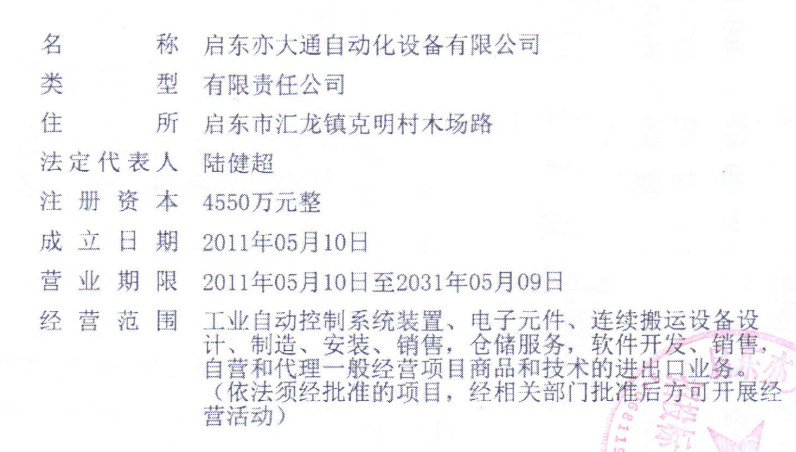 名称 启东亦大通自动化设备有限公司
类型 有限责任公司
住所 启东市汇龙镇克明村木场路
法定代表人 陆健超
注册资本 4550万元整
成立日期 2011年05月10日
营业期限 2011年05月10日至2031年05月09日
经营范围 工业自动控制系统装置、电子元件、连续搬运设备设
计、制造、安装、销售，仓储服务，软件开发、销售，
自营和代理一般经营项目商品和技术的进出口业务。
（依法须经批准的项目，经相关部门批准后方可开展经
营活动）